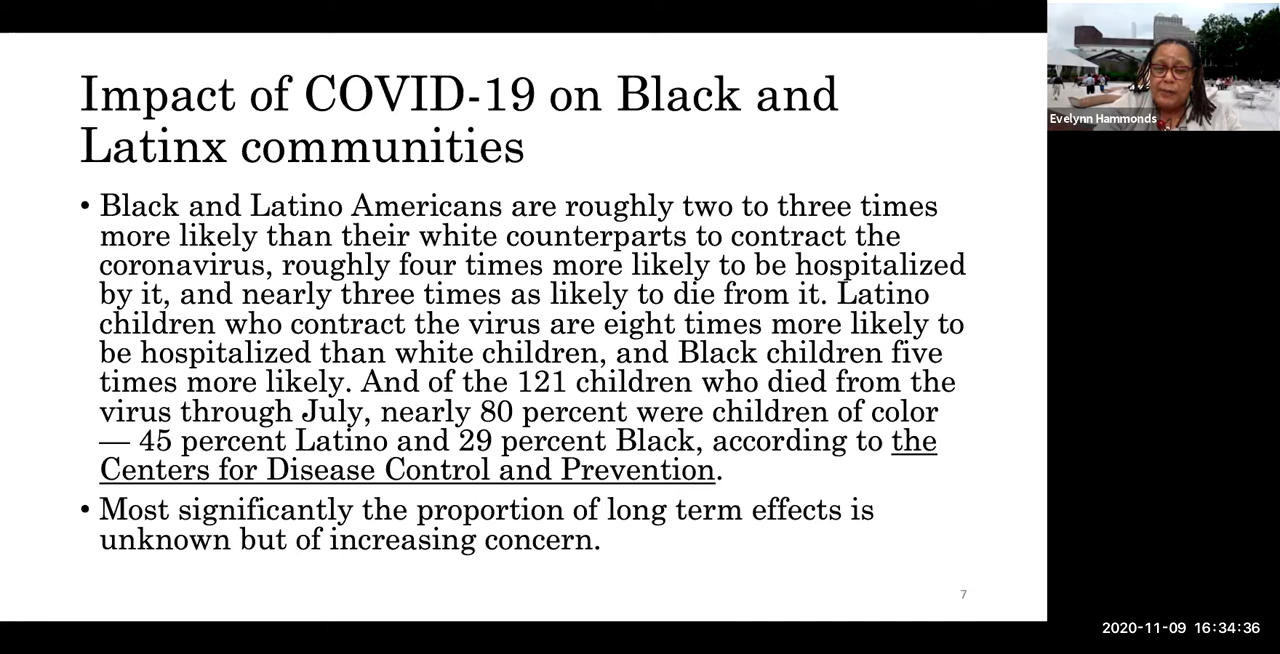 Impact of COVID-19 on Black and
Latinx communities
• Black and Latino Americans are roughly two to three times
more likely than their white counterparts to contract the
coronavirus, roughly four times more likely to be hospitalized
by it, and nearly three times as likely to die from it. Latino
children who contract the virus are eight times more likely to
be hospitalized than white children, and Black children five
times more likely. And of the 121 children who died from the
virus through July, nearly 80 percent were children of color
— 45 percent Latino and 29 percent Black, according to the
Centers for Disease Control and Prevention.
• Most significantly the proportion of long term effects is
unknown but of increasing concern.
7
Evelynn Hammonds
2020-11-09 16:34:36